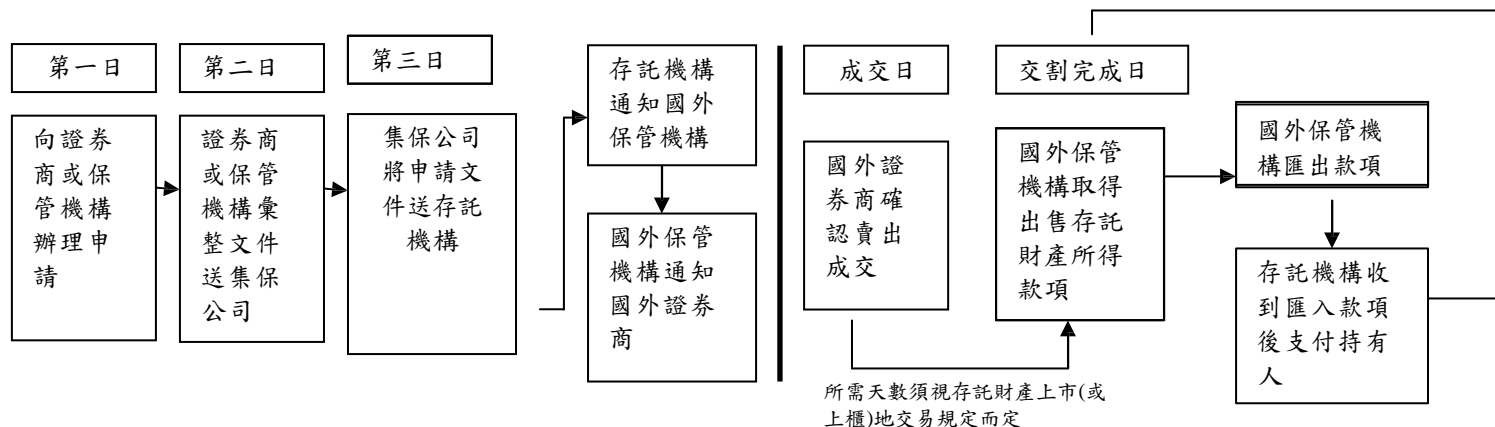 第一日
向證券
商或保
管機構
辦理申
請
第二日
證券商
或保管
機構彙
整文件
送集保
公司
第三日
集保公司
將申請文
件送存託
機構
存託機構
通知國外
保管機構
國外保管
機構通知
國外證券
商
成交日
國外證
券商確
認賣出
成交
交割完成日
國外保管
機構取得
出售存託
財產所得
款項
所需天數須視存託財產上市(或
上櫃)地交易規定而定
國外保管機
構匯出款項
存託機構收
到匯入款項
後支付持有
人